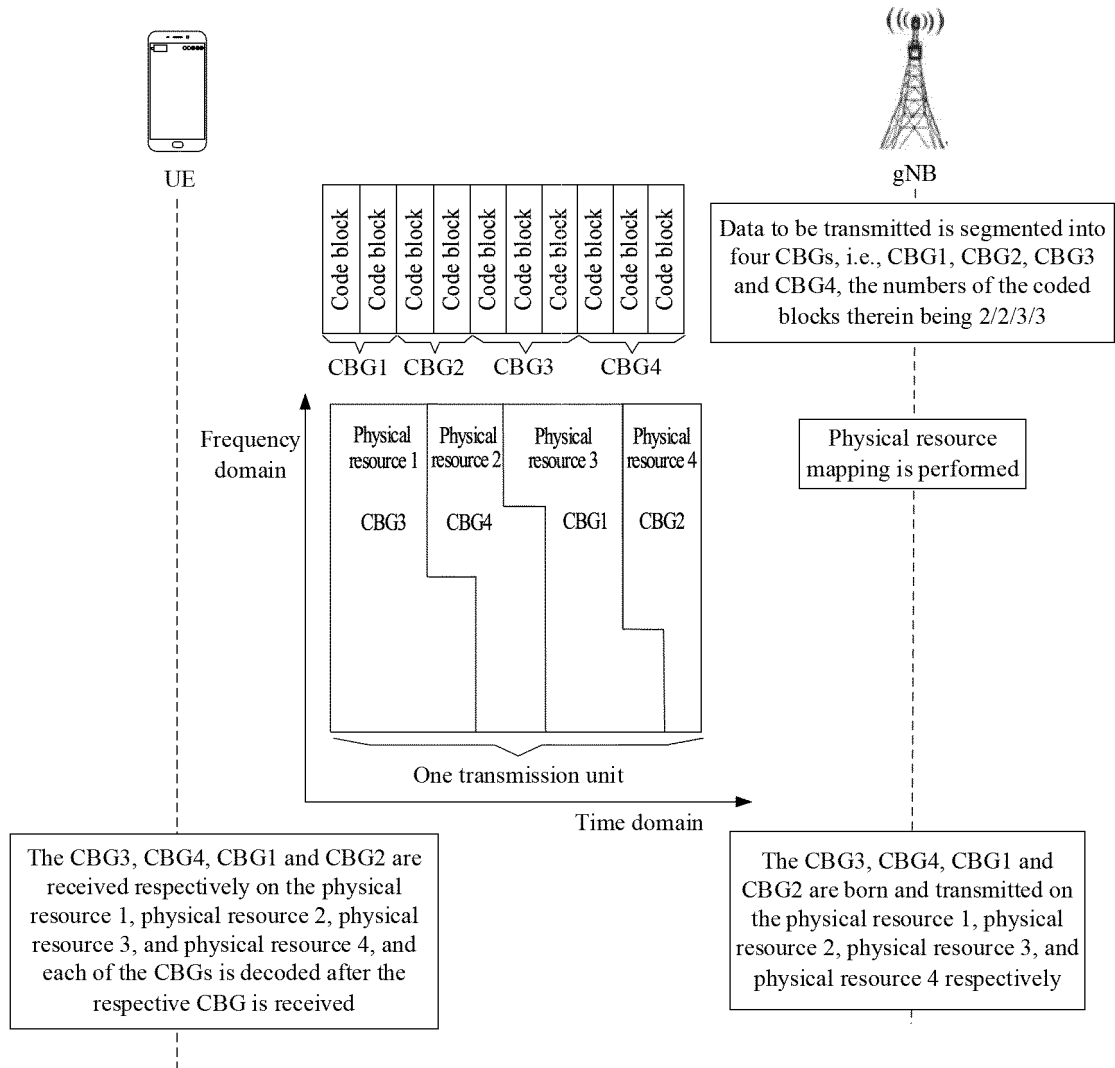 UE
gNB
Code block
Code block
Code block
Code block
Code block
Code block
Code block
Code block
Code block
Code block
CBG1
CBG2
CBG3
CBG4
Data to be transmitted is segmented into
four CBGs, i.e., CBG1, CBG2, CBG3
and CBG4, the numbers of the coded
blocks therein being 2/2/3/3
Frequency
domain
Physical
resource 1
CBG3
Physical
resource 2
CBG4
Physical
resource 3
CBG1
Physical
resource 4
CBG2
Physical resource
mapping is performed
One transmission unit
Time domain
The CBG3, CBG4, CBG1 and CBG2 are
received respectively on the physical
resource 1, physical resource 2, physical
resource 3, and physical resource 4, and
each of the CBGs is decoded after the
respective CBG is received
The CBG3, CBG4, CBG1 and
CBG2 are born and transmitted on
the physical resource 1, physical
resource 2, physical resource 3, and
physical resource 4 respectively